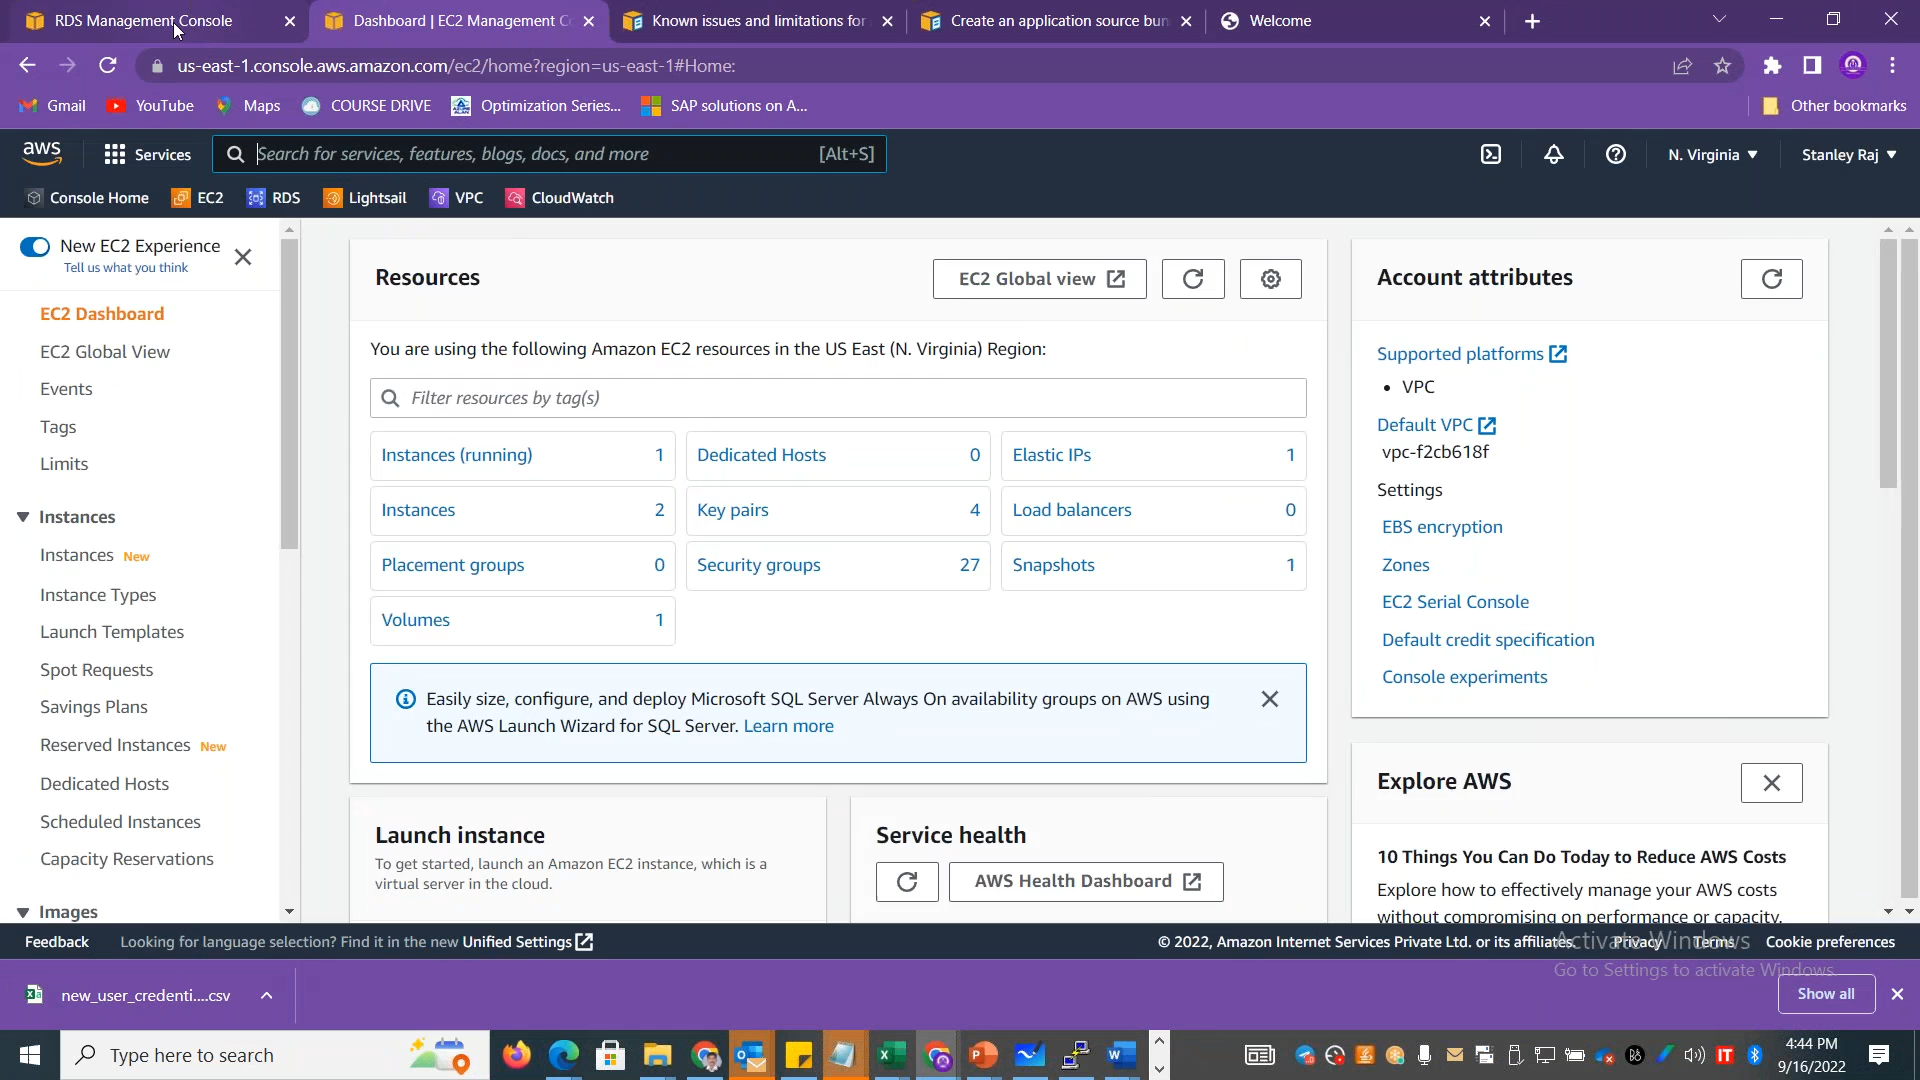 RDS Management Console
Dashboard | EC2 Management Co
Known issues and limitations for
Create an application source bun
Welcome
us-east-1.console.aws.amazon.com/ec2/home?region=us-east-1#Home:
Gmail
YouTube
Maps
COURSE DRIVE
Optimization Series...
SAP solutions on A...
Other bookmarks
aws
Services
Search for services, features, blogs, docs, and more
[Alt+S]
N. Virginia
Stanley Raj
Console Home
EC2
RDS
Lightsail
VPC
CloudWatch
New EC2 Experience
Tell us what you think
EC2 Dashboard
EC2 Global View
Events
Tags
Limits
Instances
Instances New
Instance Types
Launch Templates
Spot Requests
Savings Plans
Reserved Instances New
Dedicated Hosts
Scheduled Instances
Capacity Reservations
Images
Resources
EC2 Global view
You are using the following Amazon EC2 resources in the US East (N. Virginia) Region:
Filter resources by tag(s)
Instances (running) 1
Dedicated Hosts 0
Elastic IPs 1
Instances 2
Key pairs 4
Load balancers 0
Placement groups 0
Security groups 27
Snapshots 1
Volumes 1
Easily size, configure, and deploy Microsoft SQL Server Always On availability groups on AWS using
the AWS Launch Wizard for SQL Server. Learn more
Launch instance
To get started, launch an Amazon EC2 instance, which is a
virtual server in the cloud.
Service health
AWS Health Dashboard
Account attributes
Supported platforms
• VPC
Default VPC
vpc-f2cb618f
Settings
EBS encryption
Zones
EC2 Serial Console
Default credit specification
Console experiments
Explore AWS
10 Things You Can Do Today to Reduce AWS Costs
Explore how to effectively manage your AWS costs
without compromising on performance or capacity.
Feedback
Looking for language selection? Find it in the new Unified Settings
© 2022, Amazon Internet Services Private Ltd. or its affiliates.
Privacy
Terms
Cookie preferences
Activate Windows
Go to Settings to activate Windows.
new_user_credenti....csv
Show all
Type here to search
4:44 PM
9/16/2022